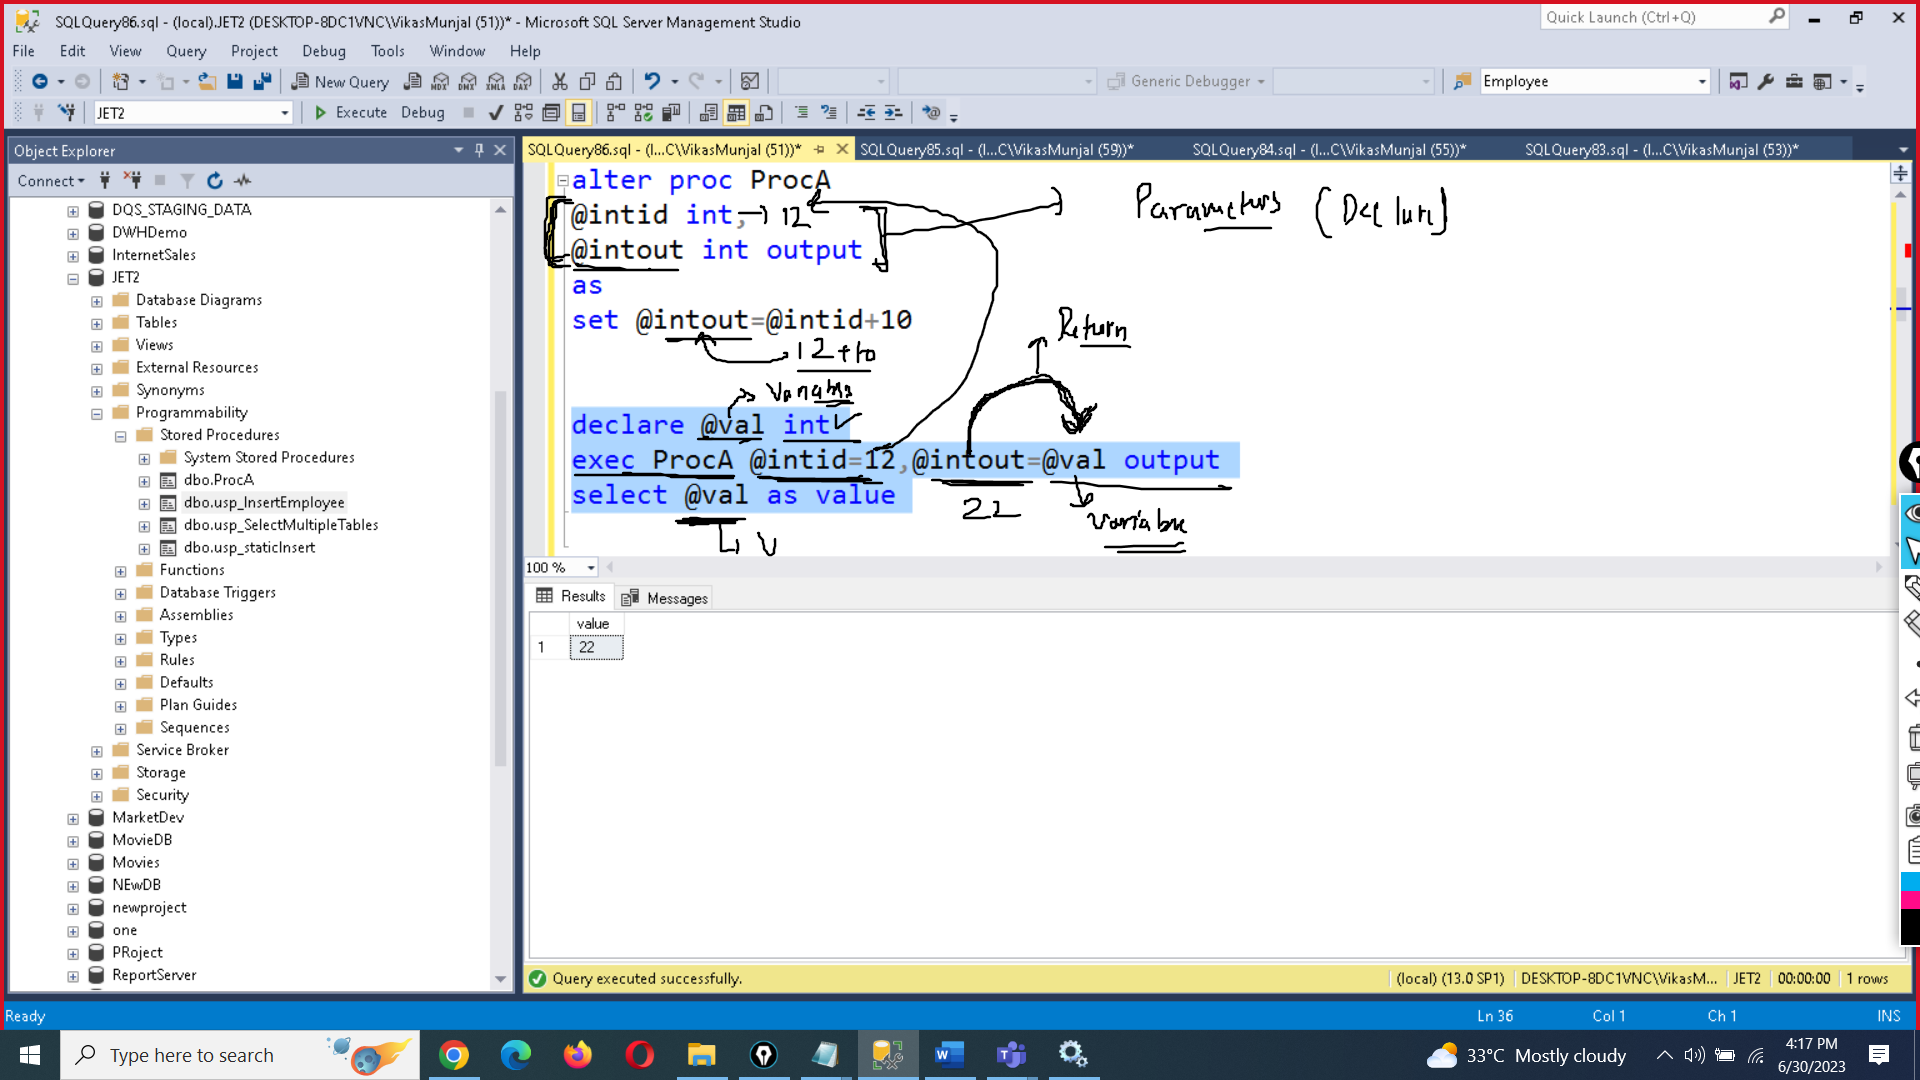 SQLQuery86.sql - (local).JET2 (DESKTOP-8DC1VNC\VikasMunjal (51))* - Microsoft SQL Server Management Studio
Quick Launch (Ctrl+Q)
File Edit View Query Project Debug Tools Window Help
New Query MDX DMX XMLA DAX Generic Debugger Employee
JET2 Execute Debug
Object Explorer
Connect
DQS_STAGING_DATA
DWHDemo
InternetSales
JET2
Database Diagrams
Tables
Views
External Resources
Synonyms
Programmability
Stored Procedures
System Stored Procedures
dbo.ProcA
dbo.usp_InsertEmployee
dbo.usp_SelectMultipleTables
dbo.usp_staticInsert
Functions
Database Triggers
Assemblies
Types
Rules
Defaults
Plan Guides
Sequences
Service Broker
Storage
Security
MarketDev
MovieDB
Movies
NEwDB
newproject
one
PRoject
ReportServer
SQLQuery86.sql - (l...C\VikasMunjal (51))* SQLQuery85.sql - (l...C\VikasMunjal (59))* SQLQuery84.sql - (l...C\VikasMunjal (55))* SQLQuery83.sql - (l...C\VikasMunjal (53))*
alter proc ProcA
@intid int, 12 Parameters
@intout int output
as
set @intout=@intid+10
Return
12+10
Variable
declare @val int
exec ProcA @intid=12,@intout=@val output
select @val as value
22 Variable
100 %
Results Messages
value
1 22
Query executed successfully. (local) (13.0 SP1) DESKTOP-8DC1VNC\VikasM... JET2 00:00:00 1 rows
Ready Ln 36 Col 1 Ch 1 INS
Type here to search 33°C Mostly cloudy 4:17 PM
6/30/2023